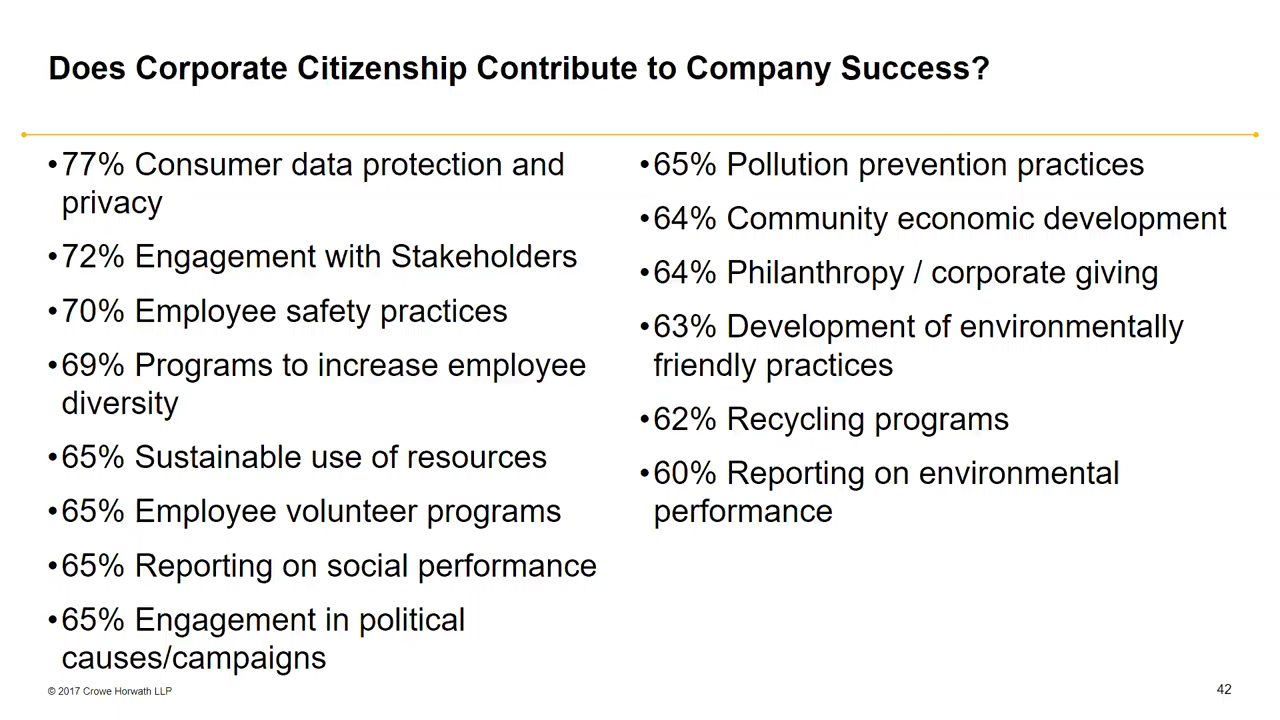 Does Corporate Citizenship Contribute to Company Success?
•77% Consumer data protection and
privacy
•72% Engagement with Stakeholders
•70% Employee safety practices
•69% Programs to increase employee
diversity
•65% Sustainable use of resources
•65% Employee volunteer programs
•65% Reporting on social performance
•65% Engagement in political
causes/campaigns
•65% Pollution prevention practices
•64% Community economic development
•64% Philanthropy / corporate giving
•63% Development of environmentally
friendly practices
•62% Recycling programs
•60% Reporting on environmental
performance
© 2017 Crowe Horwath LLP
42